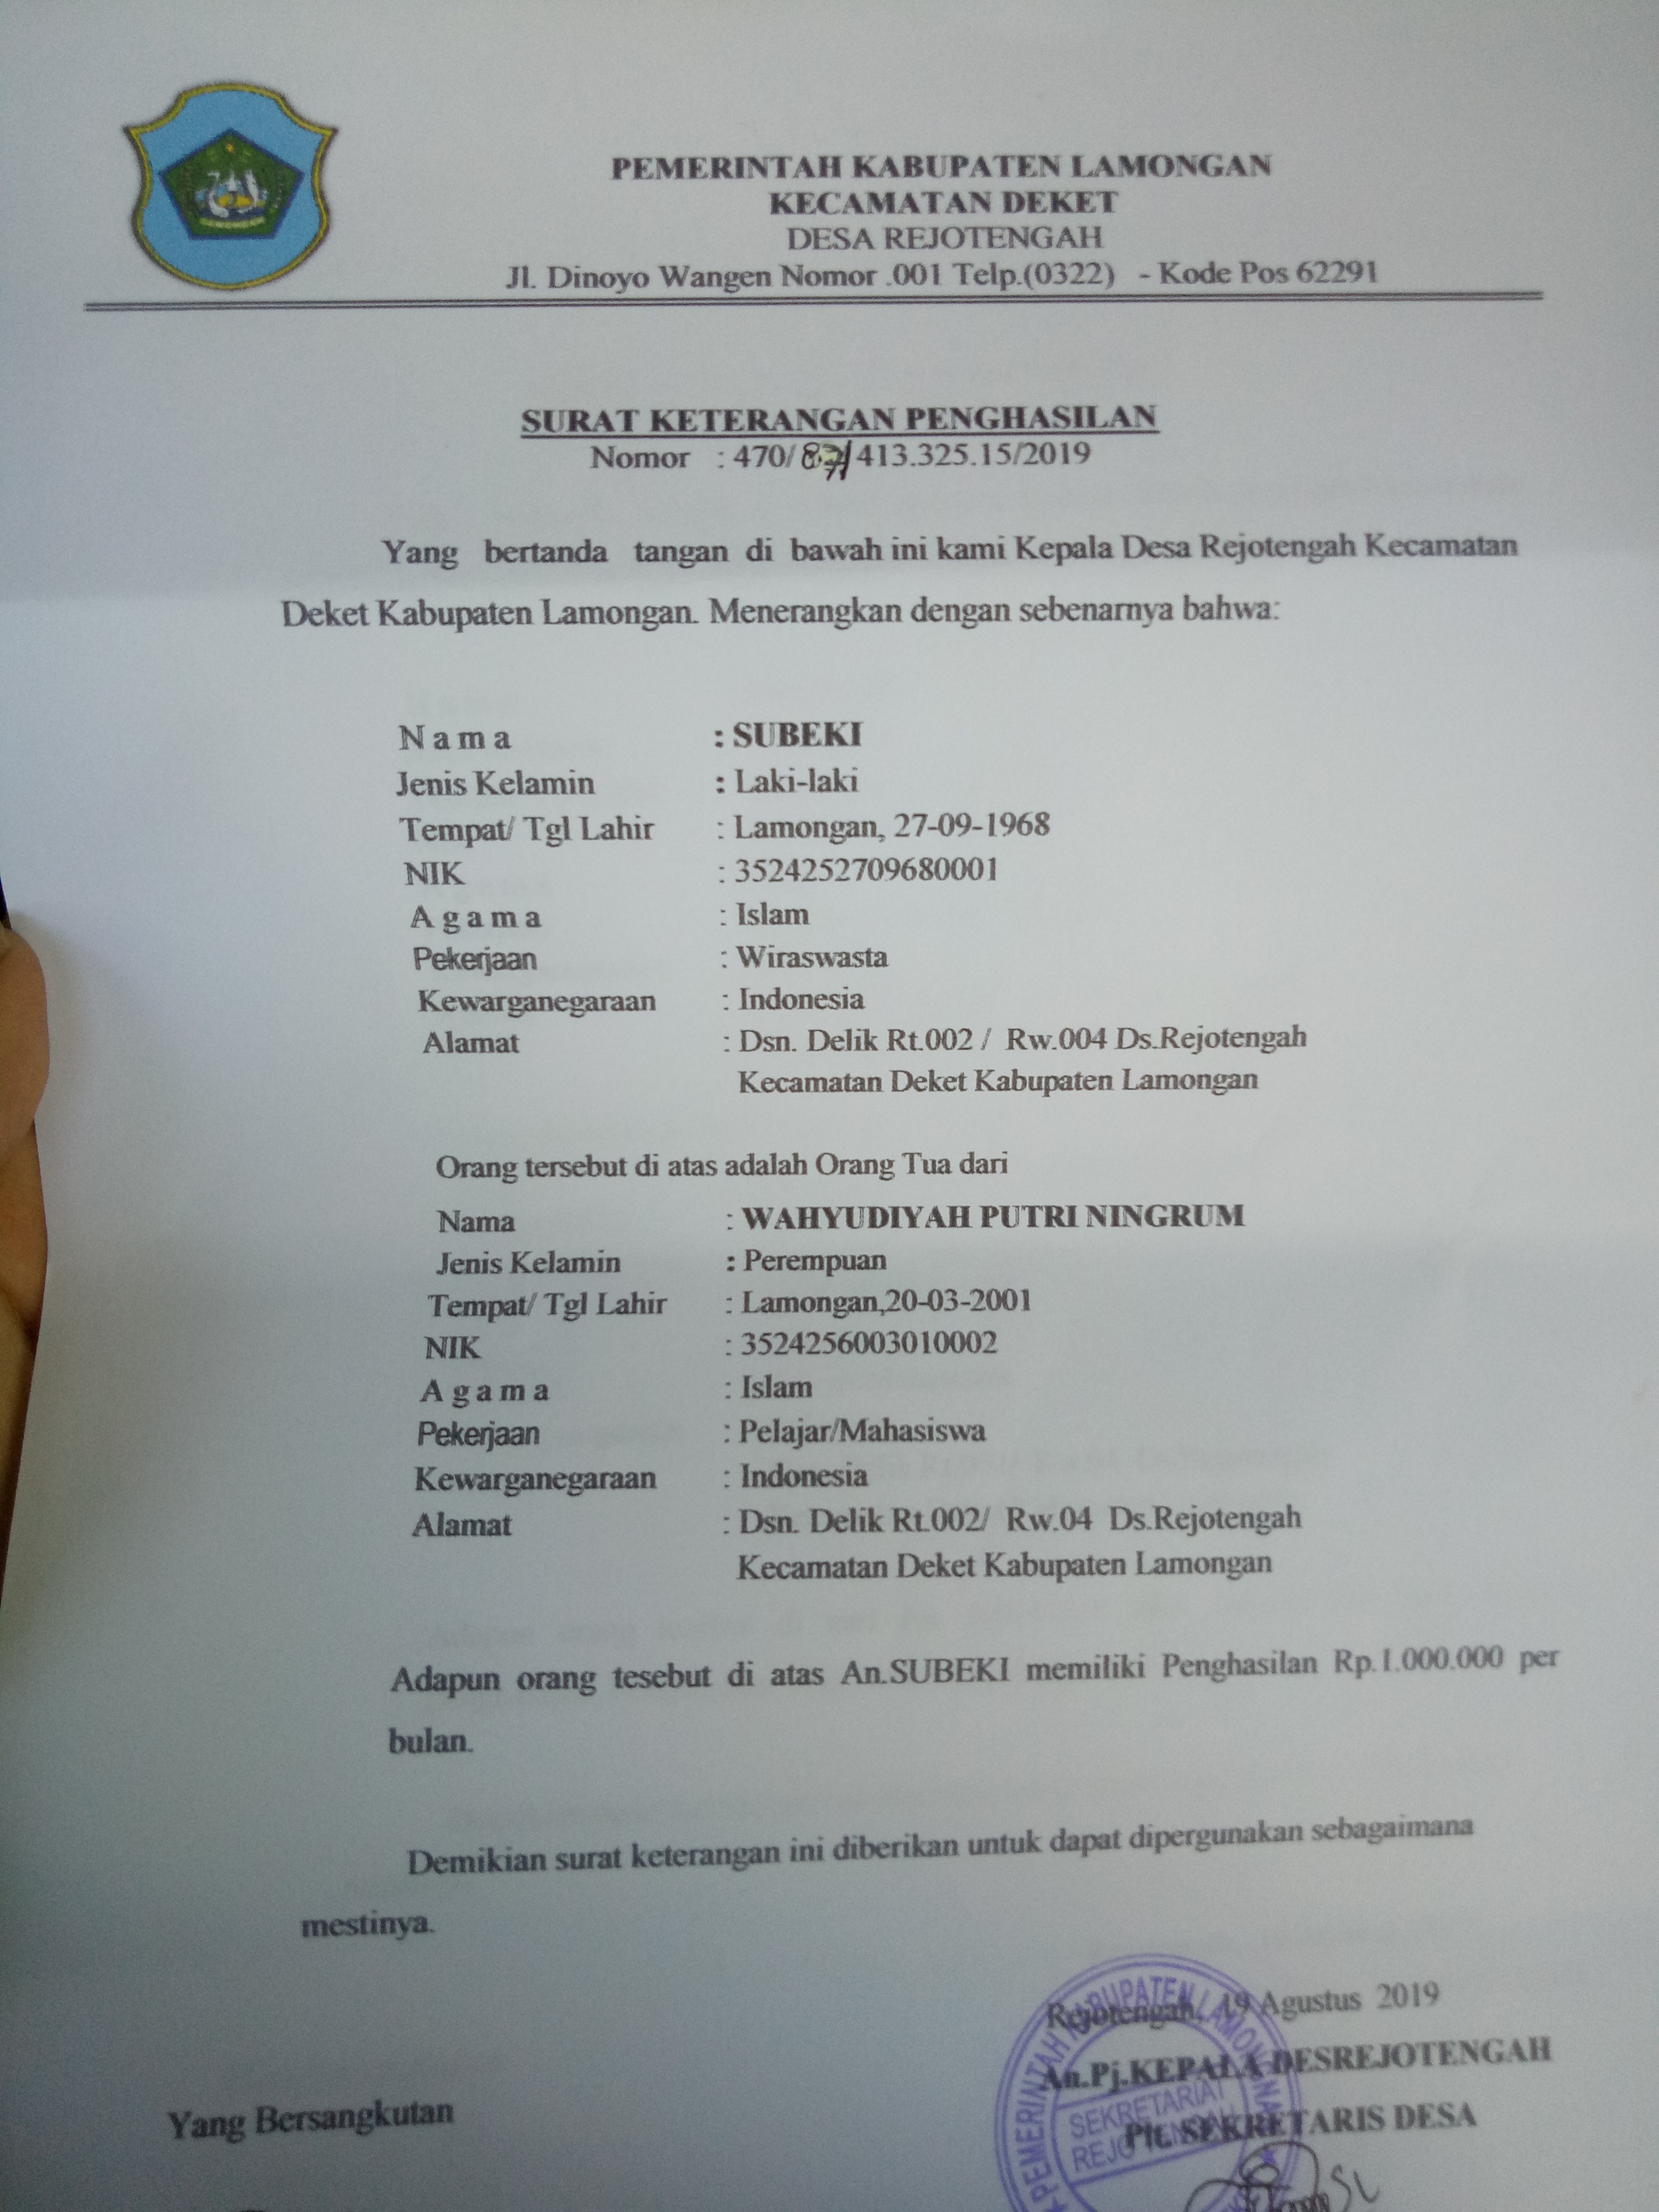 PEMERINTAH KABUPATEN LAMONGAN
KECAMATAN DEKET
DESA REJOTENGAH
Jl. Dinoyo Wangen Nomor .001 Telp.(0322) - Kode Pos 62291
SURAT KETERANGAN PENGHASILAN
Nomor : 470/ 87/ 413.325.15/2019
Yang bertanda tangan di bawah ini kami Kepala Desa Rejotengah Kecamatan
Deket Kabupaten Lamongan. Menerangkan dengan sebenarnya bahwa:
N a m a : SUBEKI
Jenis Kelamin : Laki-laki
Tempat/ Tgl Lahir : Lamongan, 27-09-1968
NIK : 3524252709680001
A g a m a : Islam
Pekerjaan : Wiraswasta
Kewarganegaraan : Indonesia
Alamat : Dsn. Delik Rt.002 / Rw.004 Ds.Rejotengah
Kecamatan Deket Kabupaten Lamongan
Orang tersebut di atas adalah Orang Tua dari
Nama : WAHYUDIYAH PUTRI NINGRUM
Jenis Kelamin : Perempuan
Tempat/ Tgl Lahir : Lamongan,20-03-2001
NIK : 3524256003010002
A g a m a : Islam
Pekerjaan : Pelajar/Mahasiswa
Kewarganegaraan : Indonesia
Alamat : Dsn. Delik Rt.002/ Rw.04 Ds.Rejotengah
Kecamatan Deket Kabupaten Lamongan
Adapun orang tesebut di atas An.SUBEKI memiliki Penghasilan Rp.1.000.000 per
bulan.
Demikian surat keterangan ini diberikan untuk dapat dipergunakan sebagaimana
mestinya.
Rejotengah, 19 Agustus 2019
An.Pj.KEPALA DESREJOTENGAH
Plt. SEKRETARIS DESA
Yang Bersangkutan
PEMERINTAH KABUPATEN LAMONGAN
SEKRETARIAT